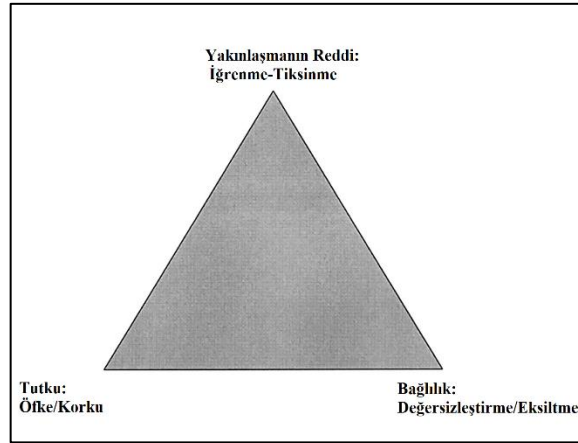 Yakınlaşmanın Reddi:
İğrenme-Tiksinme
Tutku:
Öfke/Korku
Bağlılık:
Değersizleştirme/Eksiltme